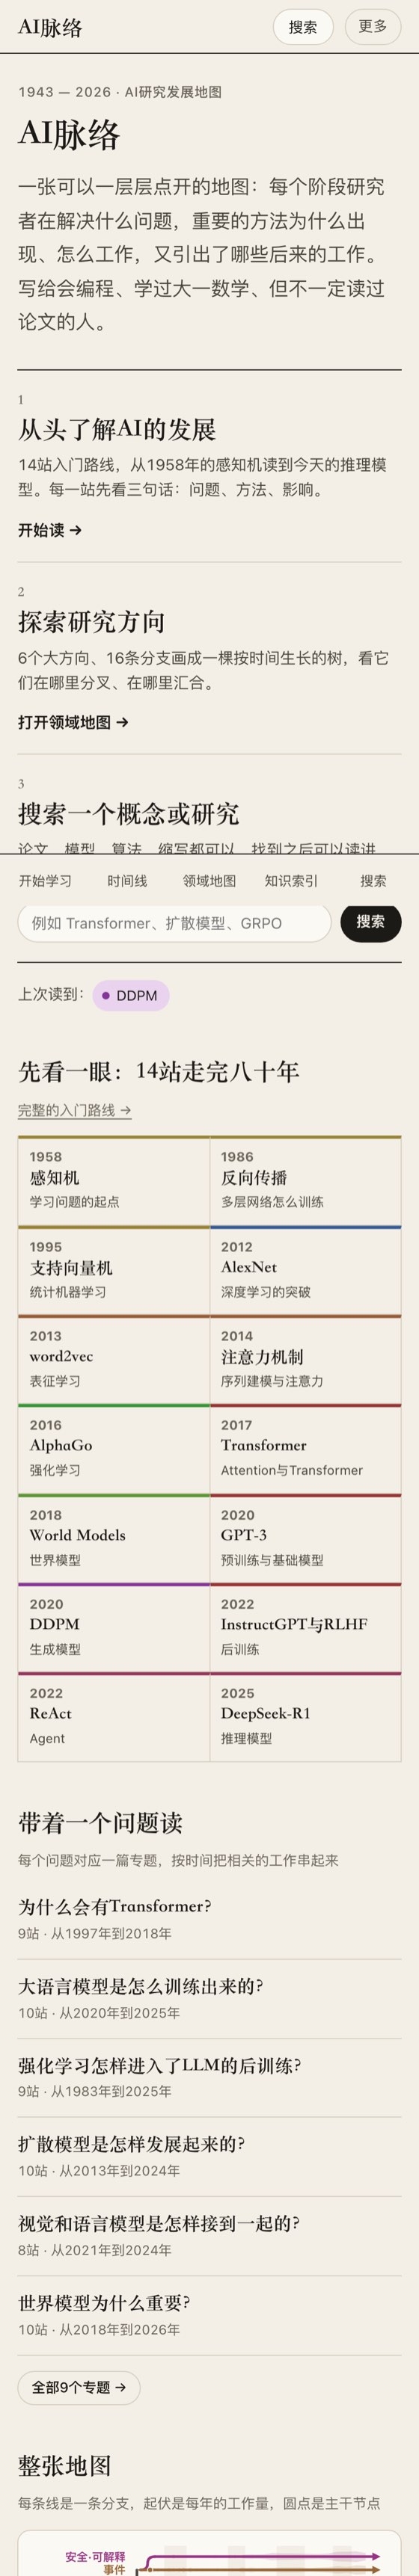 AI脉络
搜索
更多
1943 — 2026 · AI研究发展地图
AI脉络
一张可以一层层点开的地图：每个阶段研究
者在解决什么问题，重要的方法为什么出
现、怎么工作，又引出了哪些后来的工作。
写给会编程、学过大一数学、但不一定读过
论文的人。
1
从头了解AI的发展
14站入门路线，从1958年的感知机读到今天的推理模
型。每一站先看三句话：问题、方法、影响。
开始读 →
2
探索研究方向
6个大方向、16条分支画成一棵按时间生长的树，看它
们在哪里分叉、在哪里汇合。
打开领域地图 →
3
搜索一个概念或研究
论文、模型、算法、缩写都可以，找到之后可以读进
开始学习
时间线
领域地图
知识索引
搜索
例如 Transformer、扩散模型、GRPO
搜索
上次读到：
DDPM
先看一眼：14站走完八十年
完整的入门路线 →
1958
感知机
学习问题的起点
1986
反向传播
多层网络怎么训练
1995
支持向量机
统计机器学习
2012
AlexNet
深度学习的突破
2013
word2vec
表征学习
2014
注意力机制
序列建模与注意力
2016
AlphaGo
强化学习
2017
Transformer
Attention与Transformer
2018
World Models
世界模型
2020
GPT-3
预训练与基础模型
2020
DDPM
生成模型
2022
InstructGPT与RLHF
后训练
2022
ReAct
Agent
2025
DeepSeek-R1
推理模型
带着一个问题读
每个问题对应一篇专题，按时间把相关的工作串起来
为什么会有Transformer?
9站 · 从1997年到2018年
大语言模型是怎么训练出来的?
10站 · 从2020年到2025年
强化学习怎样进入了LLM的后训练?
9站 · 从1983年到2025年
扩散模型是怎样发展起来的?
10站 · 从2013年到2024年
视觉和语言模型是怎样接到一起的?
8站 · 从2021年到2024年
世界模型为什么重要?
10站 · 从2018年到2026年
全部9个专题 →
整张地图
每条线是一条分支，起伏是每年的工作量，圆点是主干节点
安全·可解释
事件